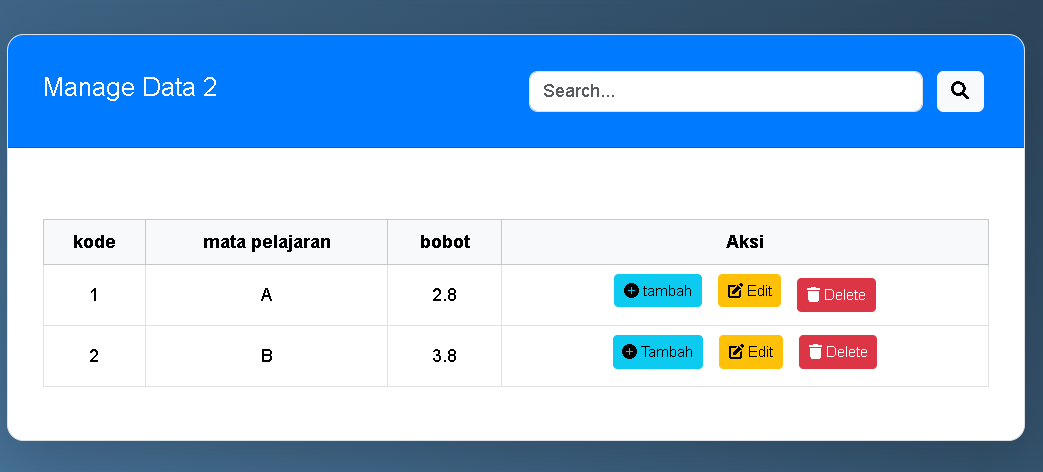 Manage Data 2
Search...
kode mata pelajaran bobot Aksi
1 A 2.8 tambah Edit Delete
2 B 3.8 Tambah Edit Delete